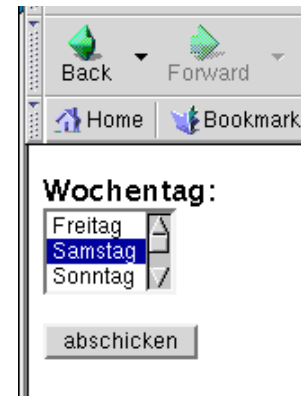 Back Forward
Home Bookmark
Wochentag:
Freitag
Samstag
Sonntag
abschicken